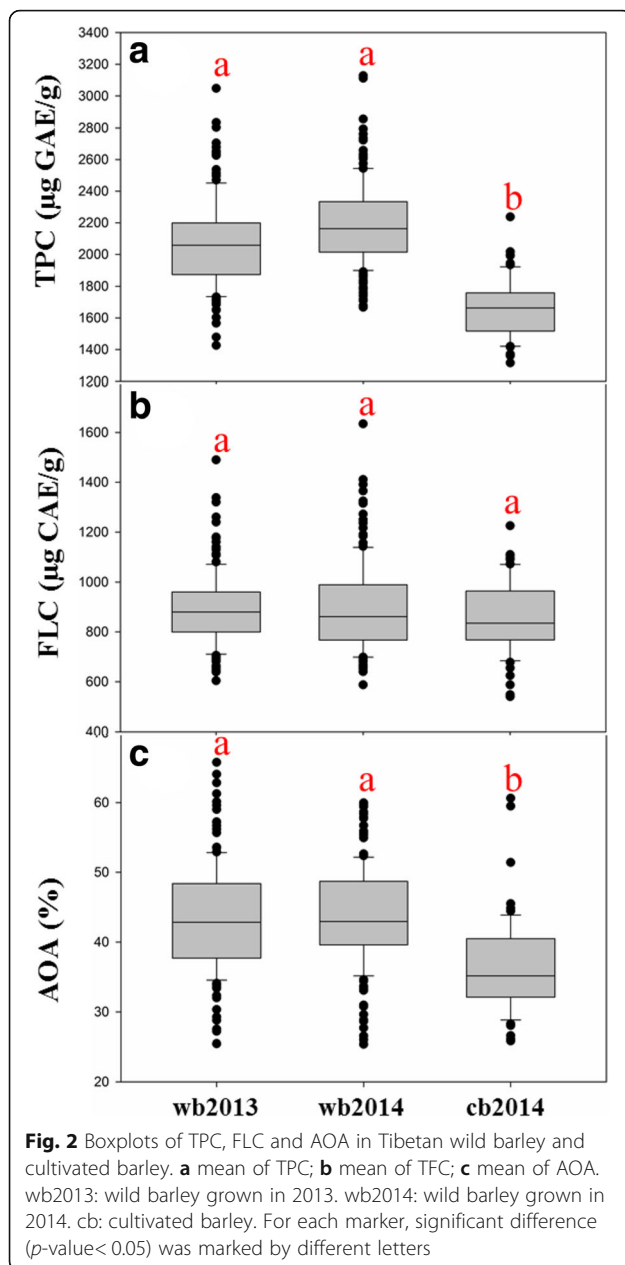 a
a
a
b
TPC (µg GAE/g)
3400
3200
3000
2800
2600
2400
2200
2000
1800
1600
1400
1200
b
a
a
a
FLC (µg CAE/g)
1600
1400
1200
1000
800
600
400
c
a
a
b
AOA (%)
60
50
40
30
20
wb2013 wb2014 cb2014
Fig. 2 Boxplots of TPC, FLC and AOA in Tibetan wild barley and
cultivated barley. a mean of TPC; b mean of TFC; c mean of AOA.
wb2013: wild barley grown in 2013. wb2014: wild barley grown in
2014. cb: cultivated barley. For each marker, significant difference
(p-value< 0.05) was marked by different letters